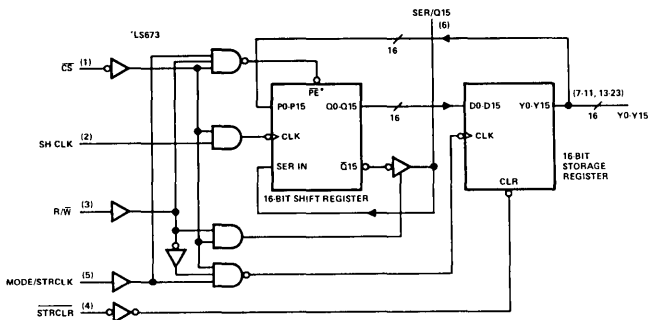 SER/Q15
(6)
'LS673
16
CS (1)
(7-11, 13-23)
PE*
P0-P15 Q0-Q15
16
D0-D15 Y0-Y15
16 Y0-Y15
SH CLK (2)
CLK
CLK
SER IN Q̅15
16-BIT STORAGE REGISTER
CLR
16-BIT SHIFT REGISTER
R/W̅ (3)
MODE/STRCLK (5)
STRCLR (4)